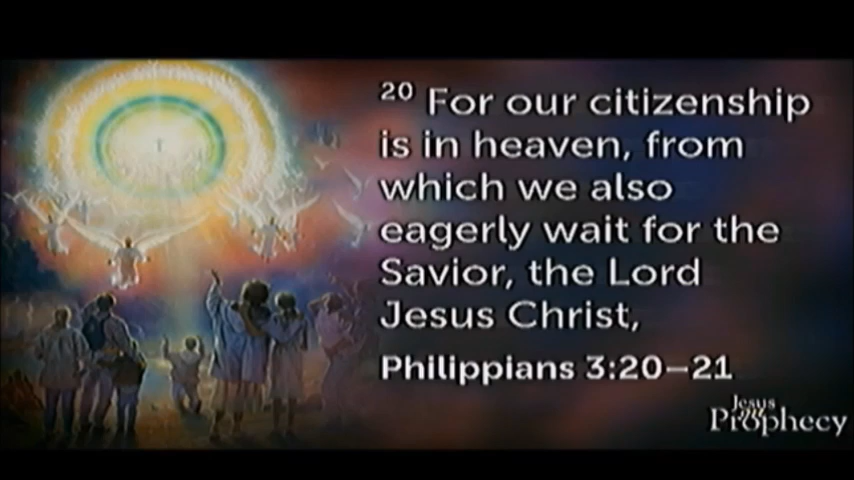 20 For our citizenship
is in heaven, from
which we also
eagerly wait for the
Savior, the Lord
Jesus Christ,
Philippians 3:20–21
Jesus
Prophecy